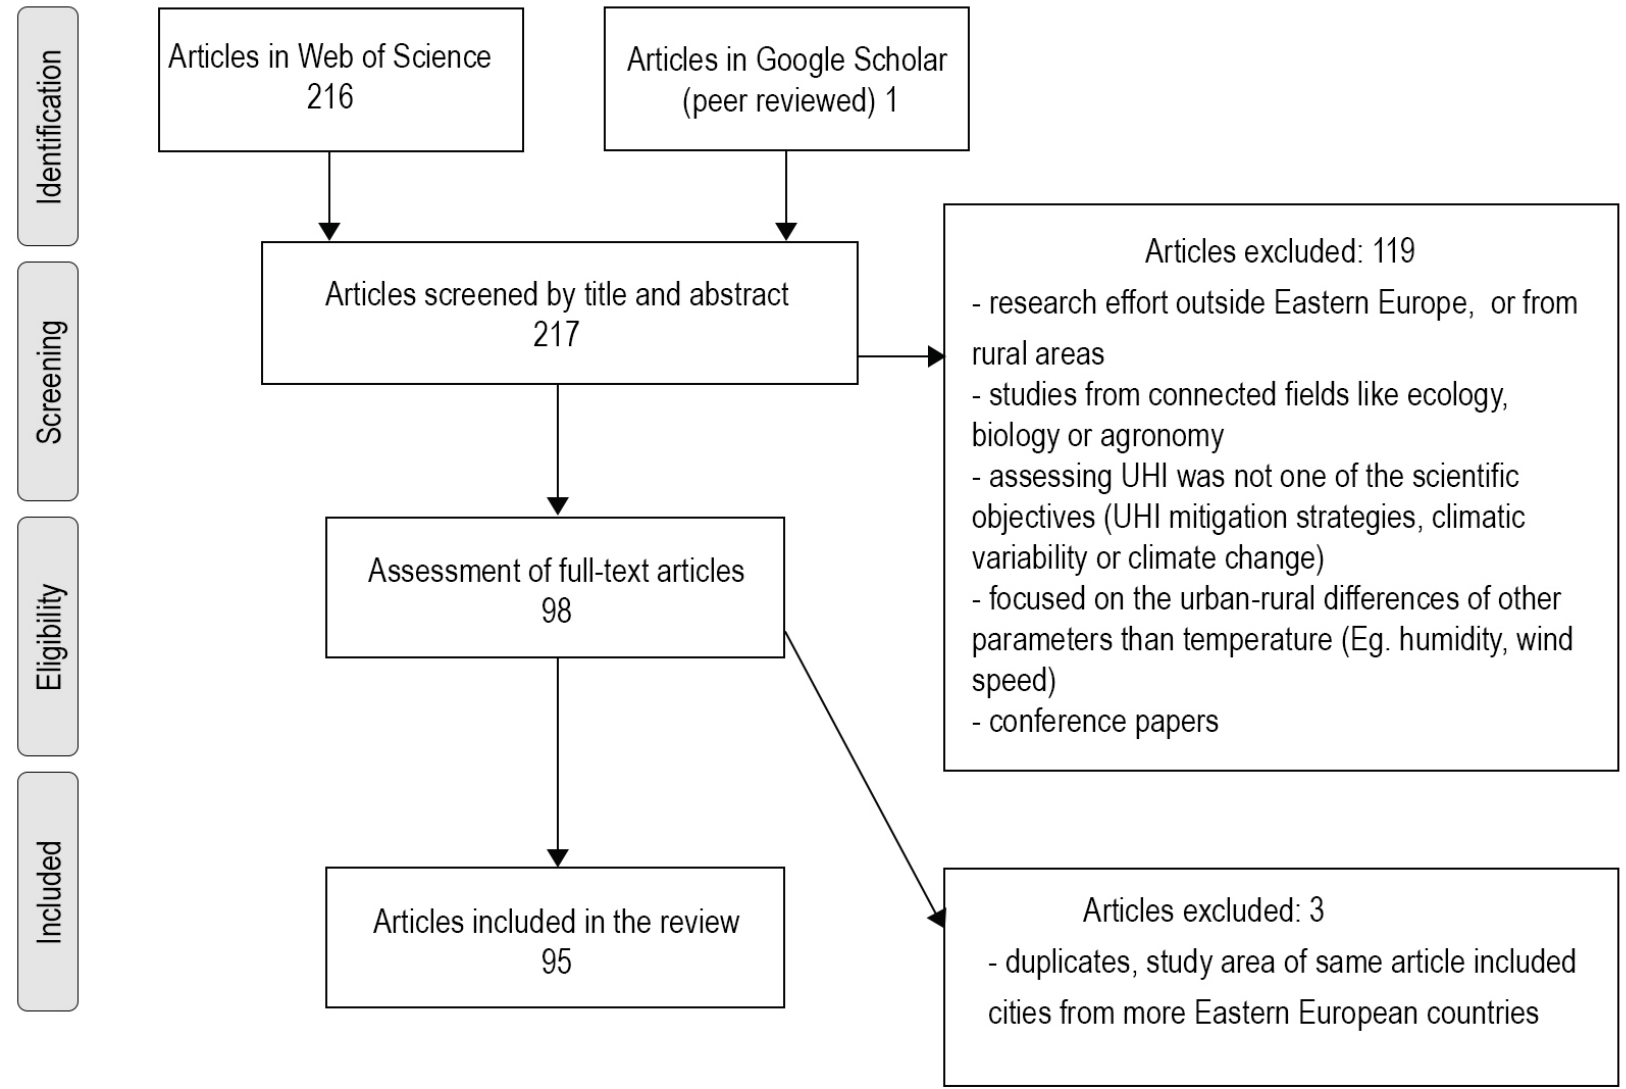 Identification
Articles in Web of Science
216
Articles in Google Scholar
(peer reviewed) 1
Screening
Articles screened by title and abstract
217
Articles excluded: 119
- research effort outside Eastern Europe,  or from
rural areas
- studies from connected fields like ecology,
biology or agronomy
- assessing UHI was not one of the scientific
objectives (UHI mitigation strategies, climatic
variability or climate change)
- focused on the urban-rural differences of other
parameters than temperature (Eg. humidity, wind
speed)
- conference papers
Eligibility
Assessment of full-text articles
98
Included
Articles included in the review
95
Articles excluded: 3
- duplicates, study area of same article included
cities from more Eastern European countries